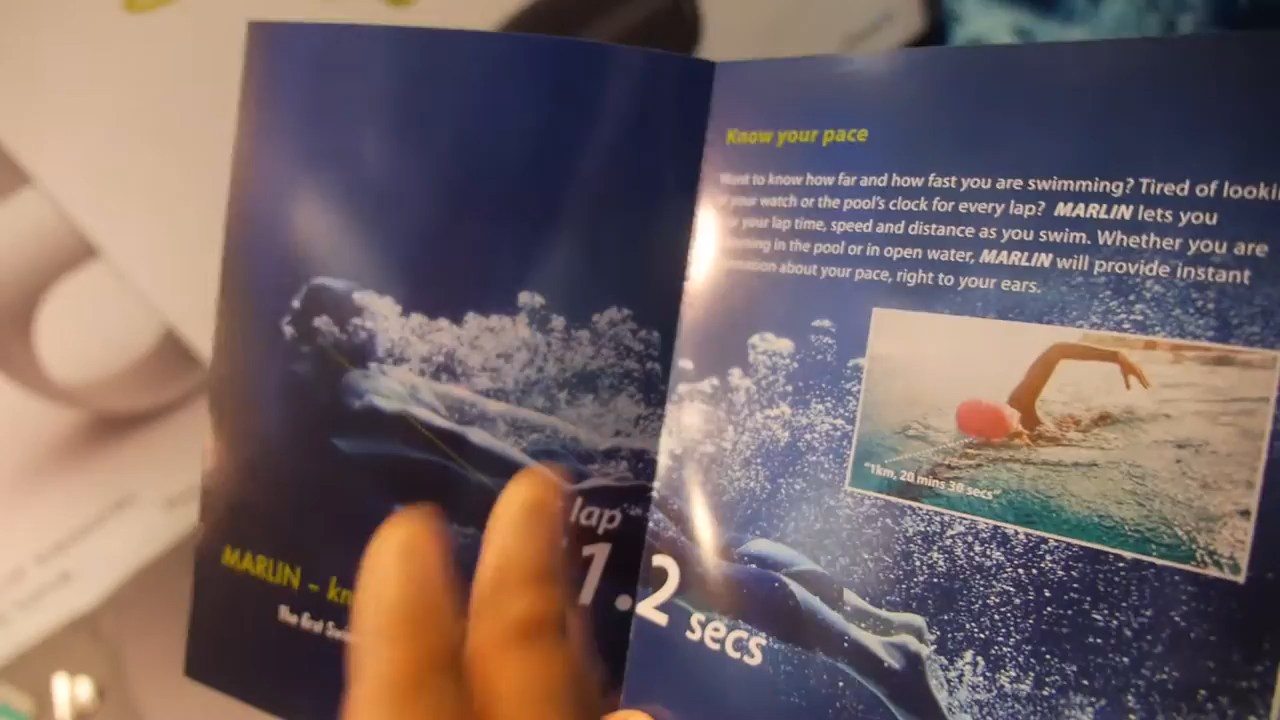 MARLIN –
The first
lap
1.2 secs
Know your pace
Want to know how far and how fast you are swimming? Tired of looki
your watch or the pool's clock for every lap? MARLIN lets you
your lap time, speed and distance as you swim. Whether you are
in the pool or in open water, MARLIN will provide instant
about your pace, right to your ears.
"1km, 20 mins 30 secs"